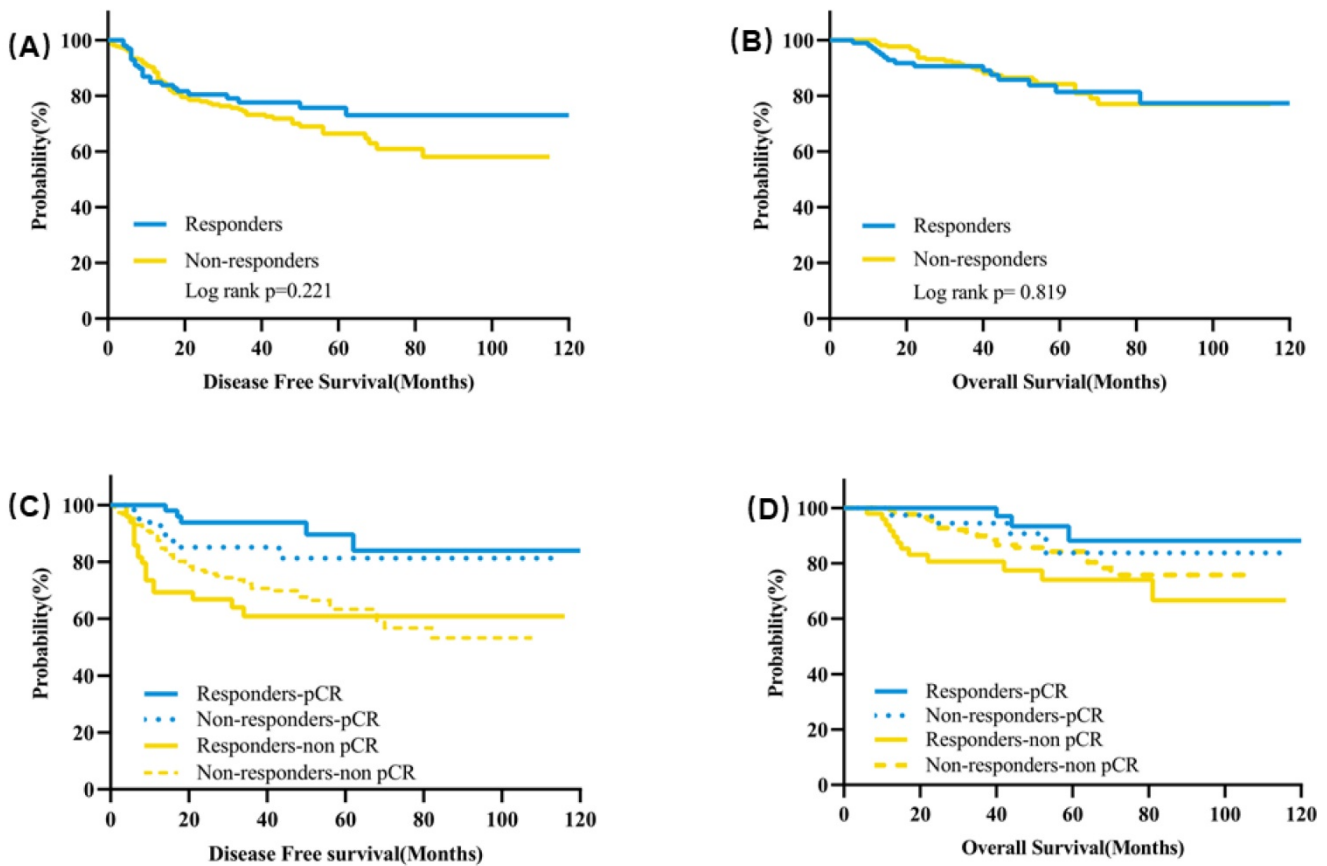 (A)
100
80
60
40
20
0
Probability(%)
Responders
Non-responders
Log rank p=0.221
0 20 40 60 80 100 120
Disease Free Survival(Months)
(B)
100
80
60
40
20
0
Probability(%)
Responders
Non-responders
Log rank p= 0.819
0 20 40 60 80 100 120
Overall Survial(Months)
(C)
100
80
60
40
20
0
Probability(%)
Responders-pCR
Non-responders-pCR
Responders-non pCR
Non-responders-non pCR
0 20 40 60 80 100 120
Disease Free survival(Months)
(D)
100
80
60
40
20
0
Probability(%)
Responders-pCR
Non-responders-pCR
Responders-non pCR
Non-responders-non pCR
0 20 40 60 80 100 120
Overall Survival(Months)